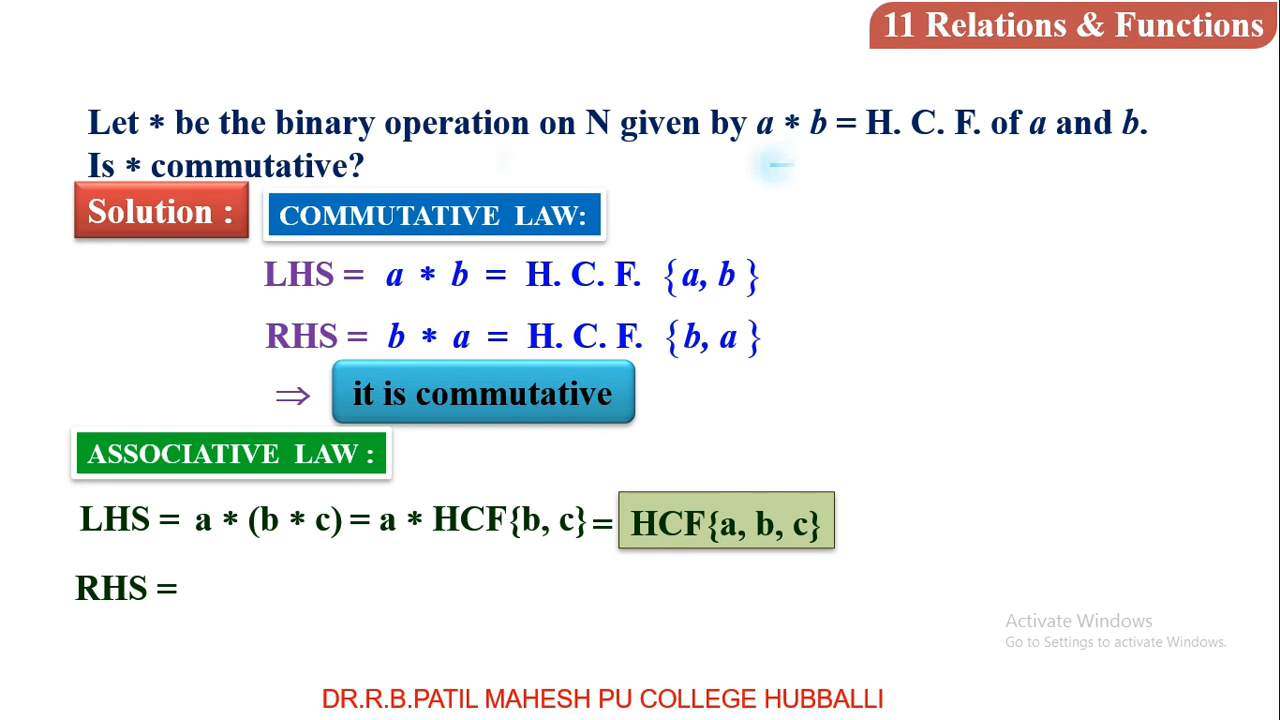 11 Relations & Functions
Let * be the binary operation on N given by a * b = H. C. F. of a and b.
Is * commutative?
Solution :
COMMUTATIVE LAW:
LHS = a * b = H. C. F. {a, b }
RHS = b * a = H. C. F. {b, a }
⇒ it is commutative
ASSOCIATIVE LAW :
LHS = a * (b * c) = a * HCF{b, c} = HCF{a, b, c}
RHS =
Activate Windows
Go to Settings to activate Windows.
DR.R.B.PATIL MAHESH PU COLLEGE HUBBALLI